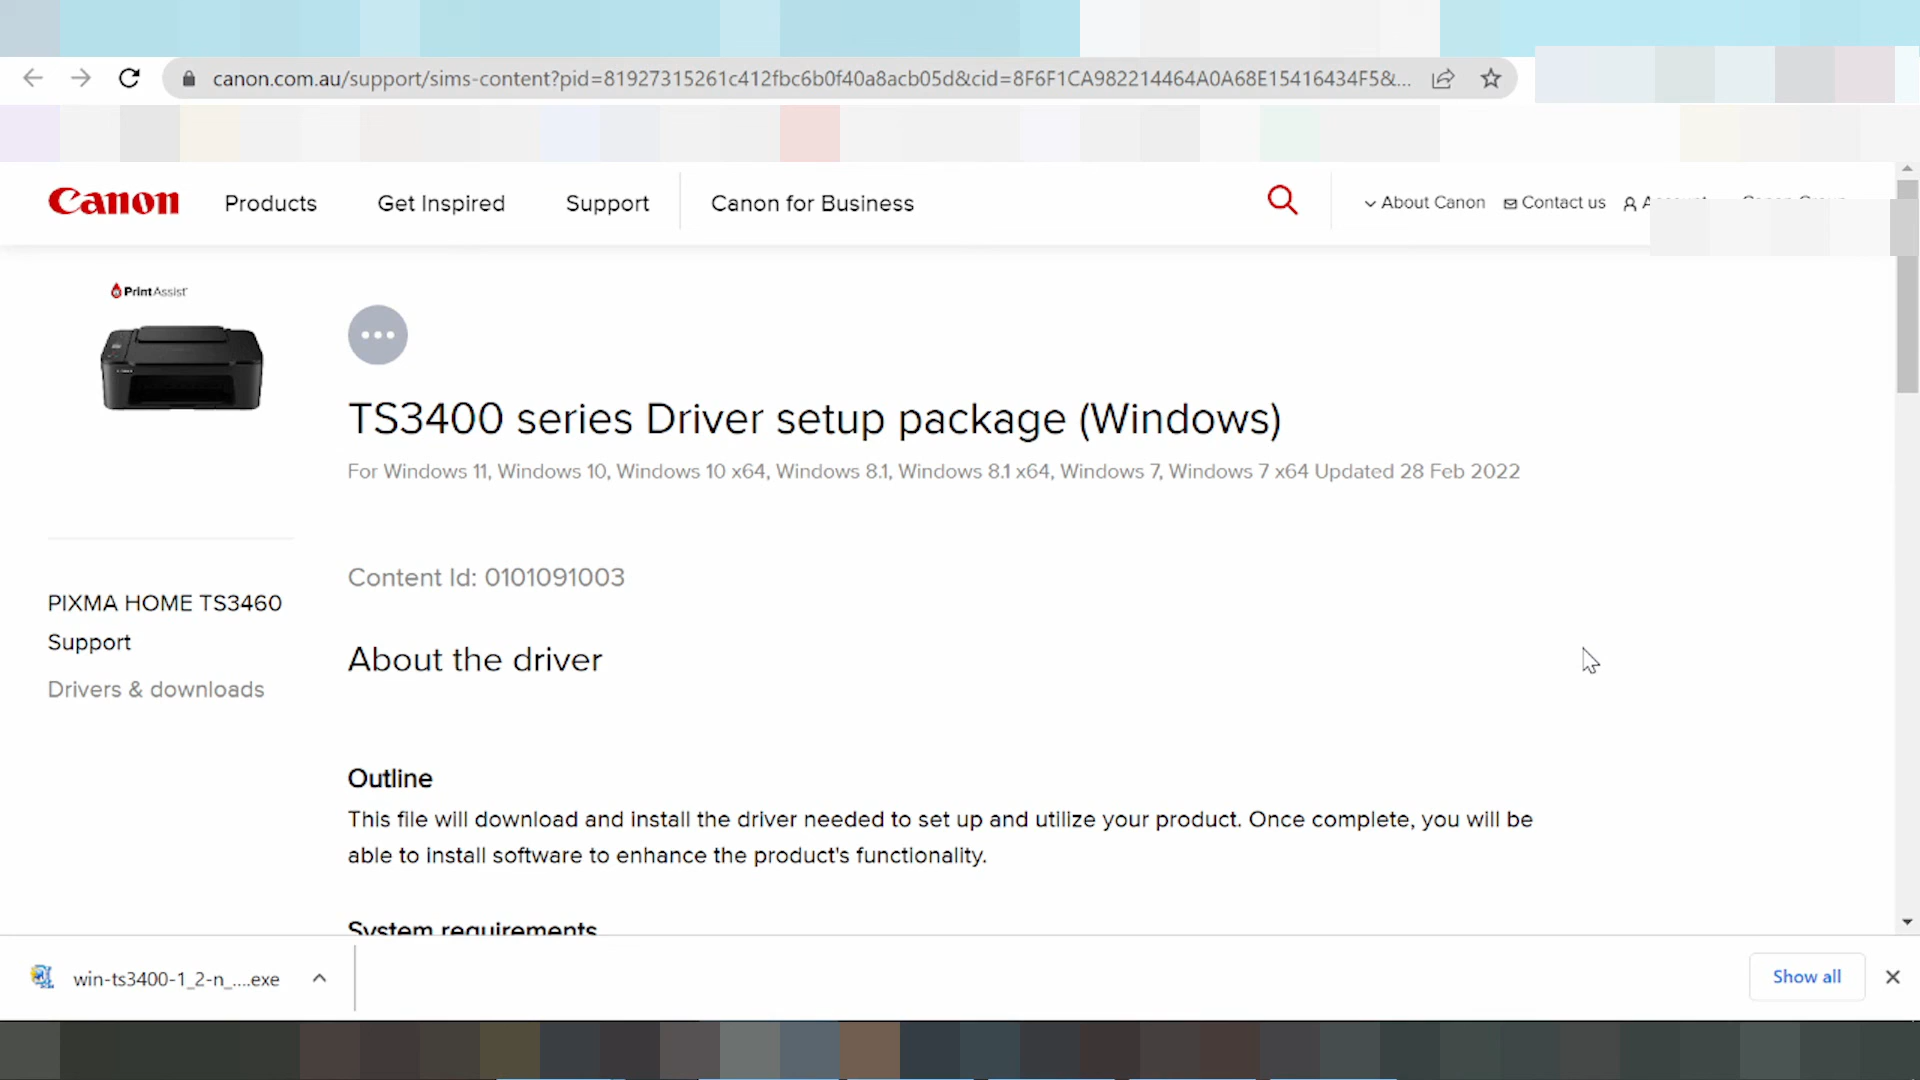 canon.com.au/support/sims-content?pid=81927315261c412fbc6b0f40a8acb05d&cid=8F6F1CA982214464A0A68E15416434F5&...
Canon
Products
Get Inspired
Support
Canon for Business
About Canon
Contact us
PrintAssist
TS3400 series Driver setup package (Windows)
For Windows 11, Windows 10, Windows 10 x64, Windows 8.1, Windows 8.1 x64, Windows 7, Windows 7 x64 Updated 28 Feb 2022
Content Id: 0101091003
PIXMA HOME TS3460
Support
Drivers & downloads
About the driver
Outline
This file will download and install the driver needed to set up and utilize your product. Once complete, you will be
able to install software to enhance the product's functionality.
System requirements
win-ts3400-1_2-n_....exe
Show all